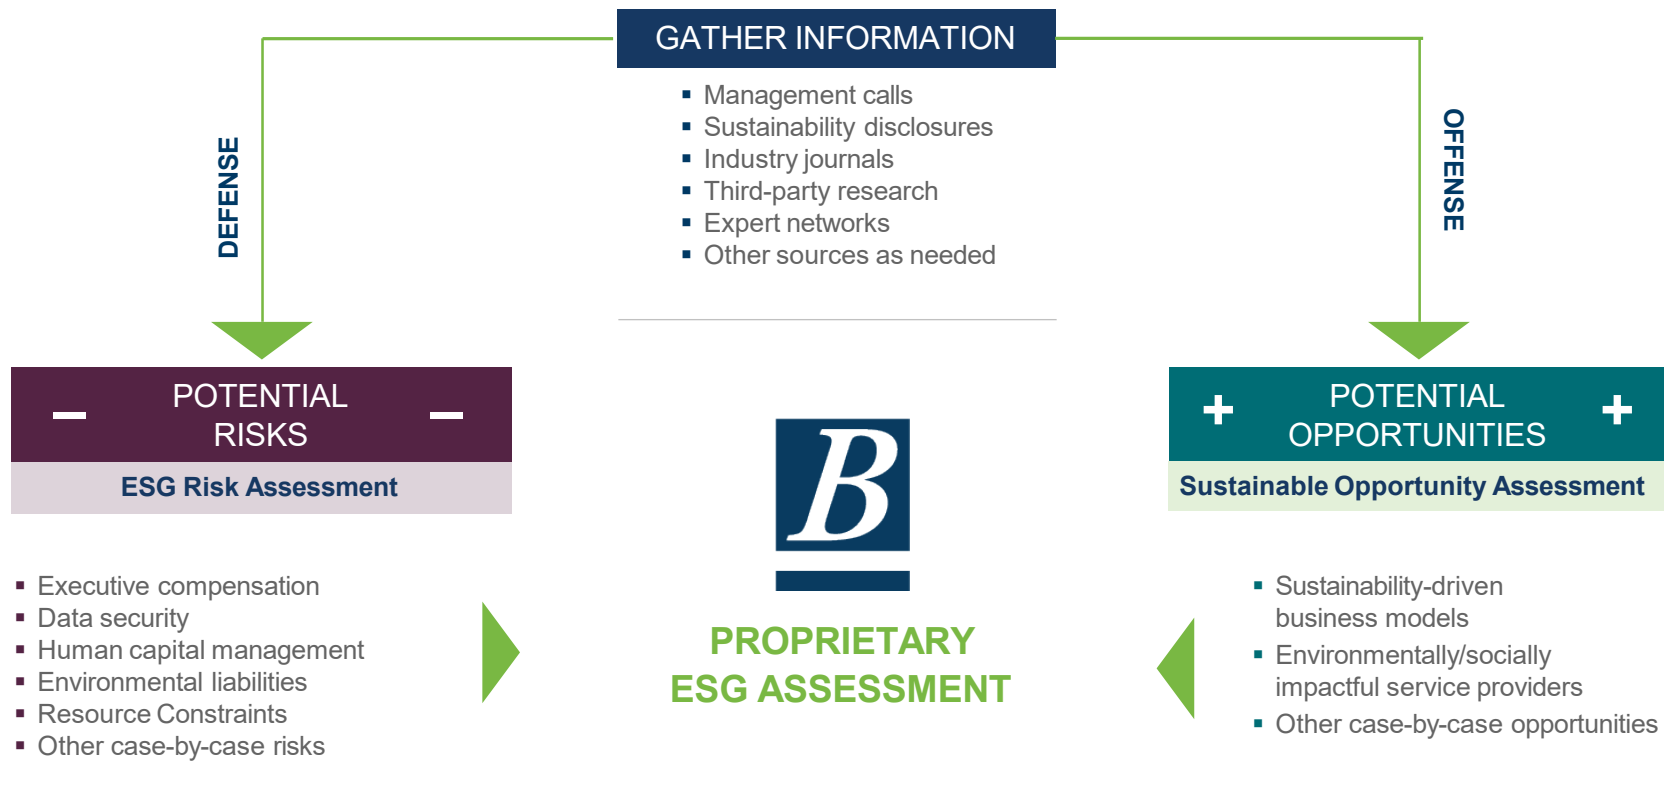 GATHER INFORMATION
▪ Management calls
▪ Sustainability disclosures
▪ Industry journals
▪ Third-party research
▪ Expert networks
▪ Other sources as needed
DEFENSE
OFFENSE
POTENTIAL
RISKS
ESG Risk Assessment
▪ Executive compensation
▪ Data security
▪ Human capital management
▪ Environmental liabilities
▪ Resource Constraints
▪ Other case-by-case risks
B
PROPRIETARY
ESG ASSESSMENT
POTENTIAL
OPPORTUNITIES
Sustainable Opportunity Assessment
▪ Sustainability-driven
business models
▪ Environmentally/socially
impactful service providers
▪ Other case-by-case opportunities